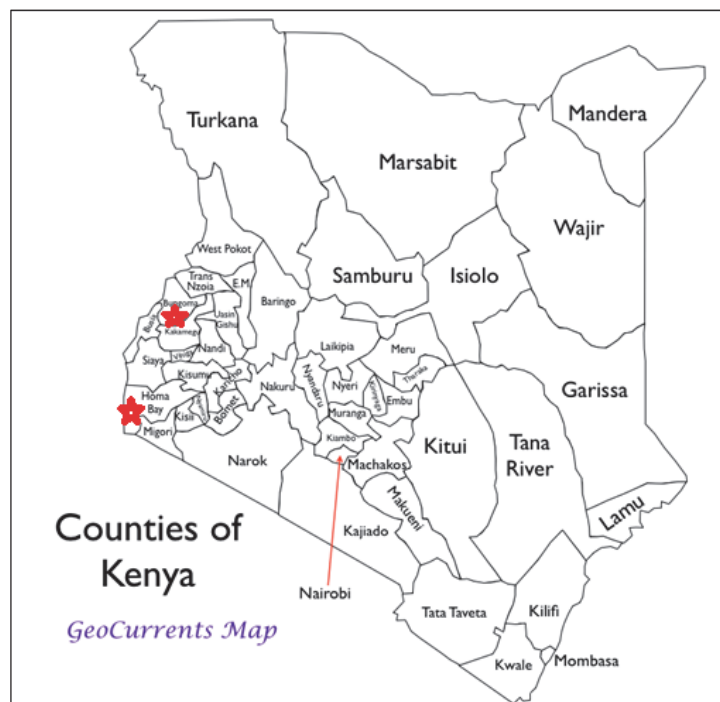 Turkana
Mandera
Marsabit
Wajir
West Pokot
Samburu
Isiolo
Trans
Nzoia
E.M.
Baringo
Bungoma
Busia
Uasin
Gishu
Kakamega
Laikipia
Meru
Siaya
Vihiga
Nandi
Kisumu
Kericho
Nakuru
Nyandaru
Nyeri
Tharaka
Embu
Garissa
Homa
Bay
Kisii
Bomet
Muranga
Migori
Kiambo
Kitui
Tana
River
Narok
Machakos
Makueni
Lamu
Counties of
Kenya
Kajiado
Nairobi
GeoCurrents Map
Tata Taveta
Kilifi
Kwale
Mombasa